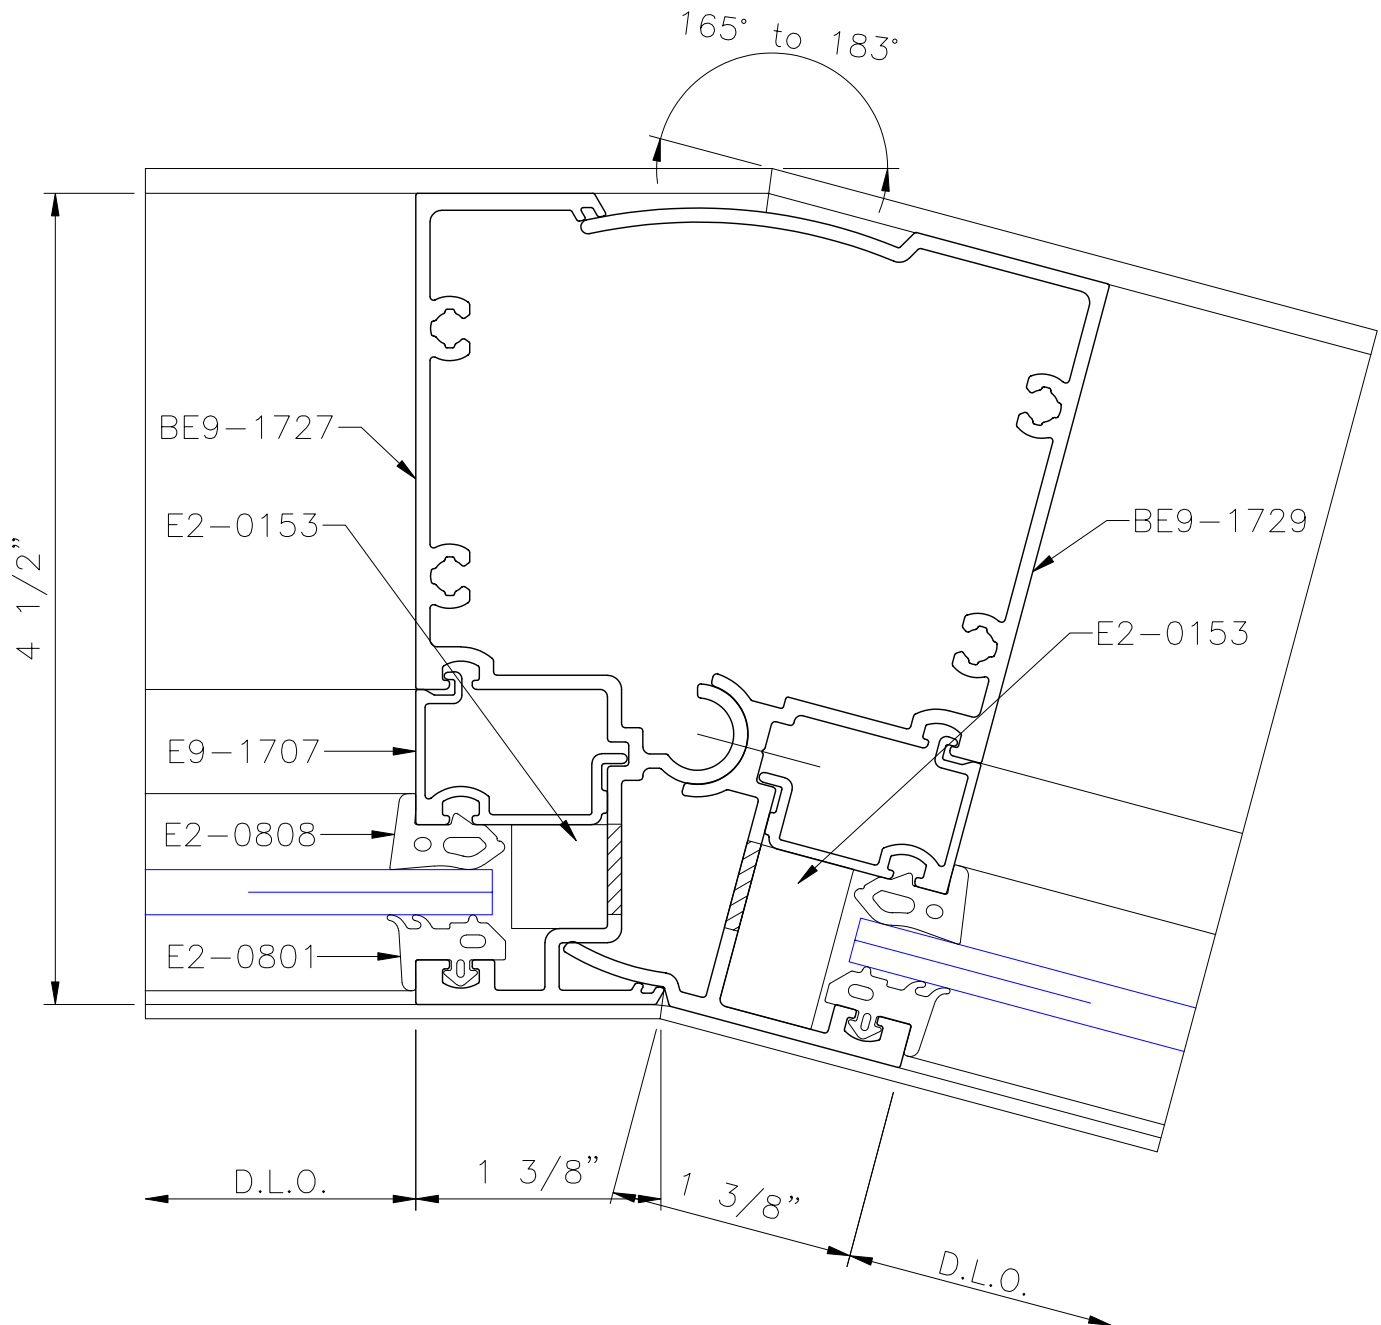 165° to 183°
BE9-1727
E2-0153
BE9-1729
4 1/2”
E2-0153
E9-1707
E2-0808
E2-0801
1 3/8”
D.L.O.
1 3/8”
D.L.O.